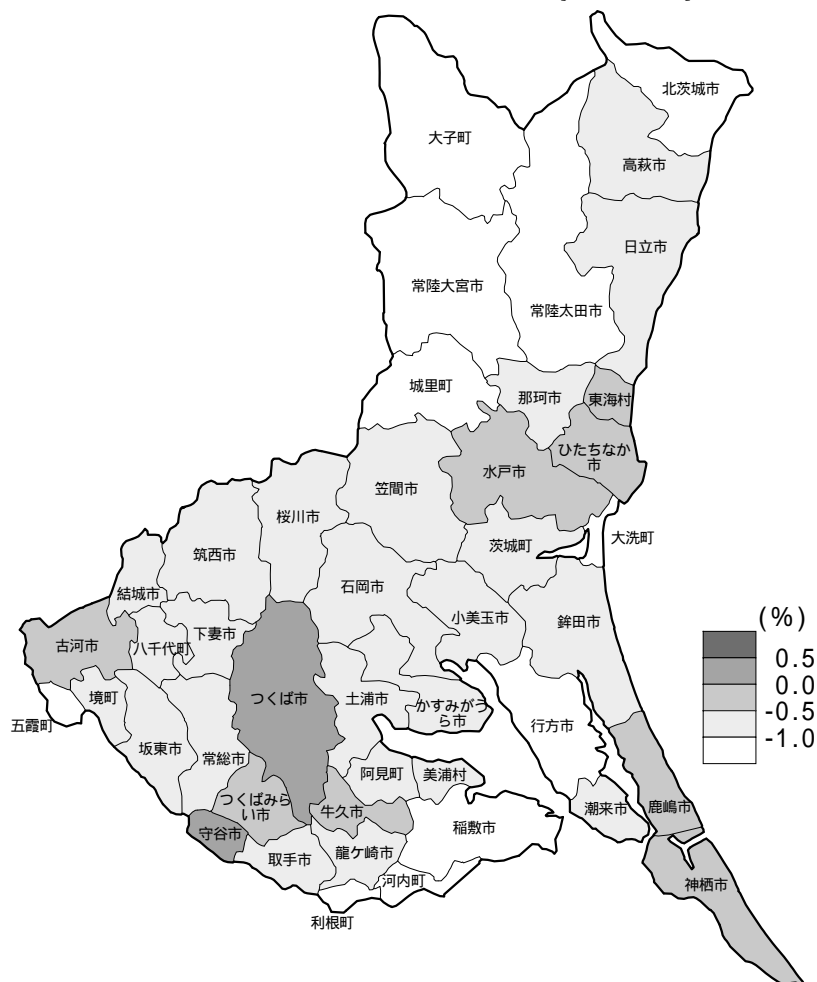 北茨城市
大子町
高萩市
日立市
常陸大宮市
常陸太田市
城里町
那珂市
東海村
ひたちなか
市
水戸市
笠間市
桜川市
筑西市
茨城町
大洗町
石岡市
結城市
小美玉市
鉾田市
古河市
八千代町
下妻市
つくば市
境町
土浦市
かすみがう
ら市
五霞町
行方市
坂東市
常総市
阿見町
美浦村
つくばみら
い市
牛久市
潮来市
鹿嶋市
守谷市
稲敷市
取手市
龍ケ崎市
河内町
利根町
神栖市
(%)
0.5
0.0
-0.5
-1.0